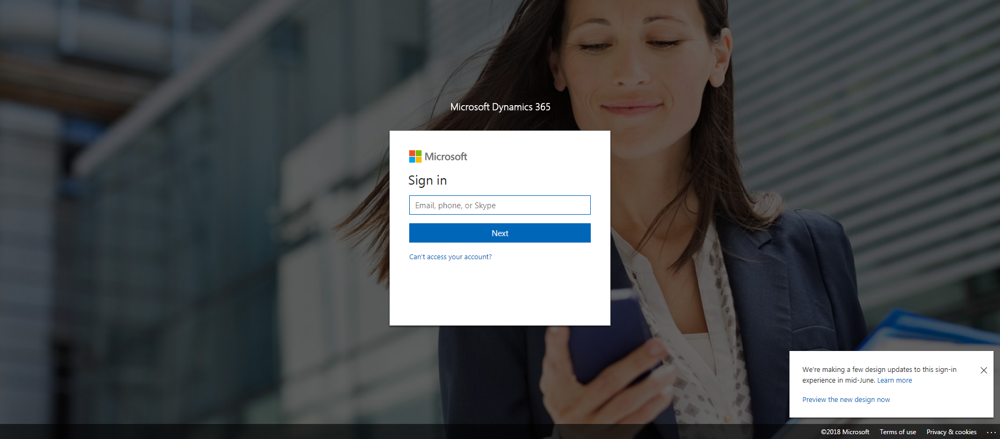 Microsoft Dynamics 365
Microsoft
Sign in
Email, phone, or Skype
Next
Can't access your account?
We're making a few design updates to this sign-in
experience in mid-June. Learn more
Preview the new design now
©2018 Microsoft Terms of use Privacy & cookies ...